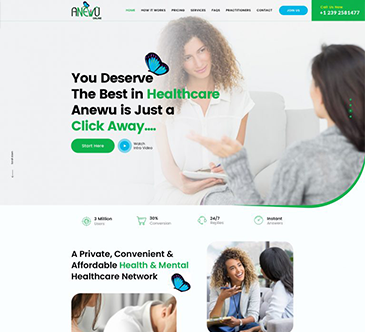 ANEWU
ONLINE
HOME HOW IT WORKS PRICING SERVICES FAQS PRACTITIONERS CONTACT
JOIN US
Call us Now
+1 239 2581477
You Deserve
The Best in Healthcare
Anewu is Just a
Click Away....
Start Here
Watch
Intro Video
2 Million
Users
30%
Conversion
24/7
Replies
Instant
Answers
A Private, Convenient &
Affordable Health & Mental
Healthcare Network